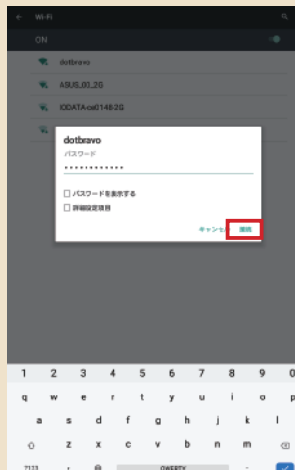 Wi-Fi
ON
dotbravo
ASUS_03_2G
IODATA-ce0148-2G
dotbravo
パスワード
パスワードを表示する
詳細設定項目
キャンセル 接続
1 2 3 4 5 6 7 8 9 0
q w e r t y u i o p
a s d f g h j k l
z x c v b n m
?123 , @ QWERTY .